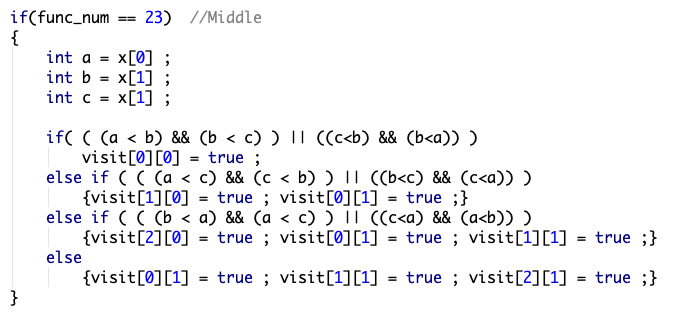 if(func_num == 23)  //Middle
{
    int a = x[0] ;
    int b = x[1] ;
    int c = x[1] ;

    if( ( (a < b) && (b < c) ) || ((c<b) && (b<a)) )
        visit[0][0] = true ;
    else if ( ( (a < c) && (c < b) ) || ((b<c) && (c<a)) )
        {visit[1][0] = true ; visit[0][1] = true ;}
    else if ( ( (b < a) && (a < c) ) || ((c<a) && (a<b)) )
        {visit[2][0] = true ; visit[0][1] = true ; visit[1][1] = true ;}
    else
        {visit[0][1] = true ; visit[1][1] = true ; visit[2][1] = true ;}
}